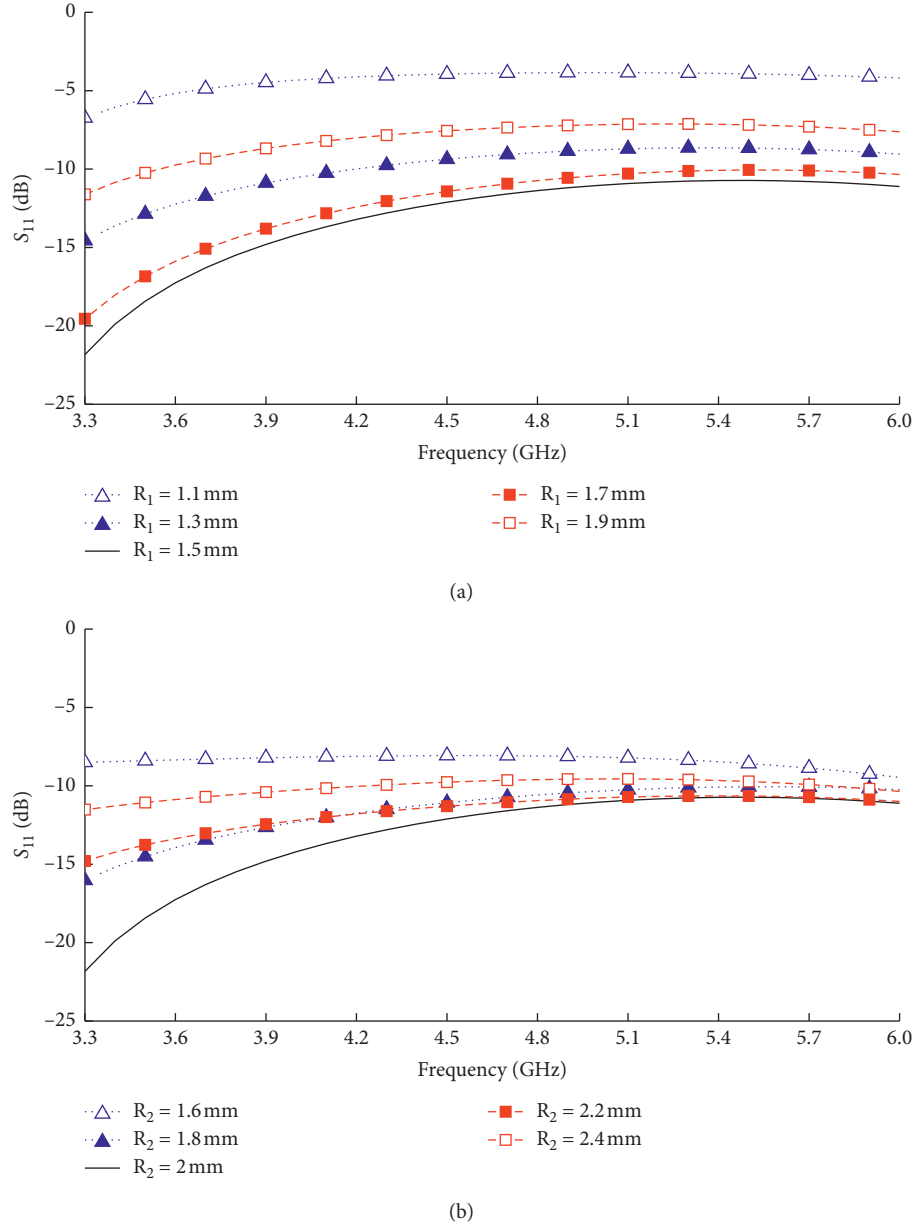 0
−5
−10
−15
−20
−25
S11 (dB)
3.3 3.6 3.9 4.2 4.5 4.8 5.1 5.4 5.7 6.0
Frequency (GHz)
R1 = 1.1 mm
R1 = 1.3 mm
R1 = 1.5 mm
R1 = 1.7 mm
R1 = 1.9 mm
(a)
0
−5
−10
−15
−20
−25
S11 (dB)
3.3 3.6 3.9 4.2 4.5 4.8 5.1 5.4 5.7 6.0
Frequency (GHz)
R2 = 1.6 mm
R2 = 1.8 mm
R2 = 2 mm
R2 = 2.2 mm
R2 = 2.4 mm
(b)